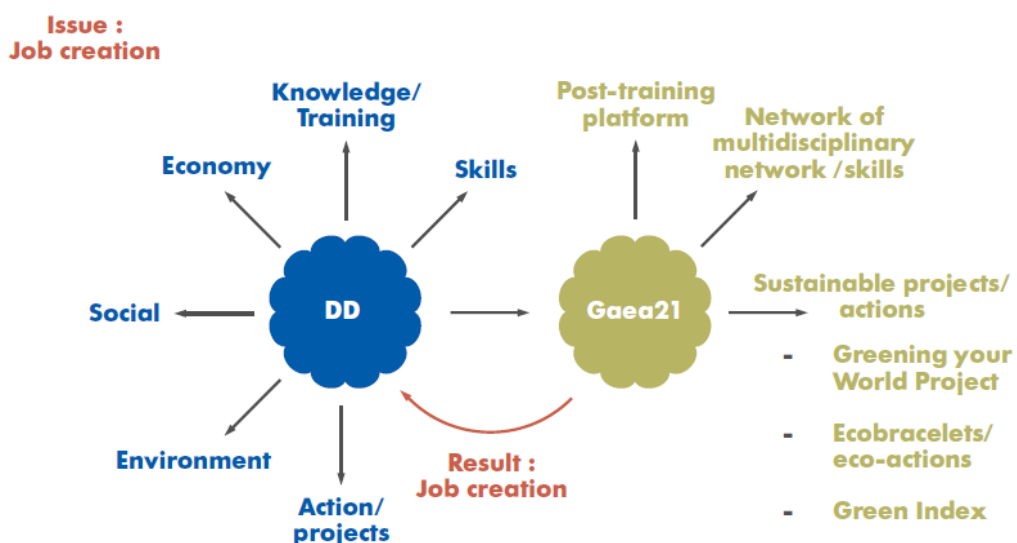 Issue :
Job creation
Knowledge/
Training
Economy
Skills
Social
DD
Environment
Action/
projects
Post-training
platform
Network of
multidisciplinary
network /skills
Gaea21
Sustainable projects/
actions
- Greening your
World Project
- Ecobracelets/
eco-actions
- Green Index
Result :
Job creation